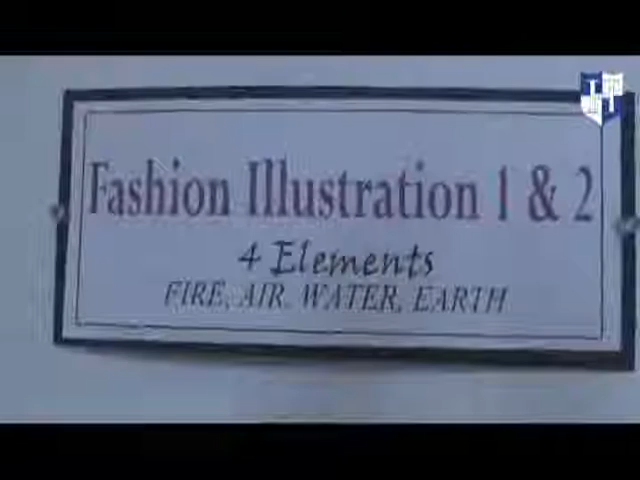 Fashion Illustration 1 & 2
4 Elements
FIRE, AIR, WATER, EARTH